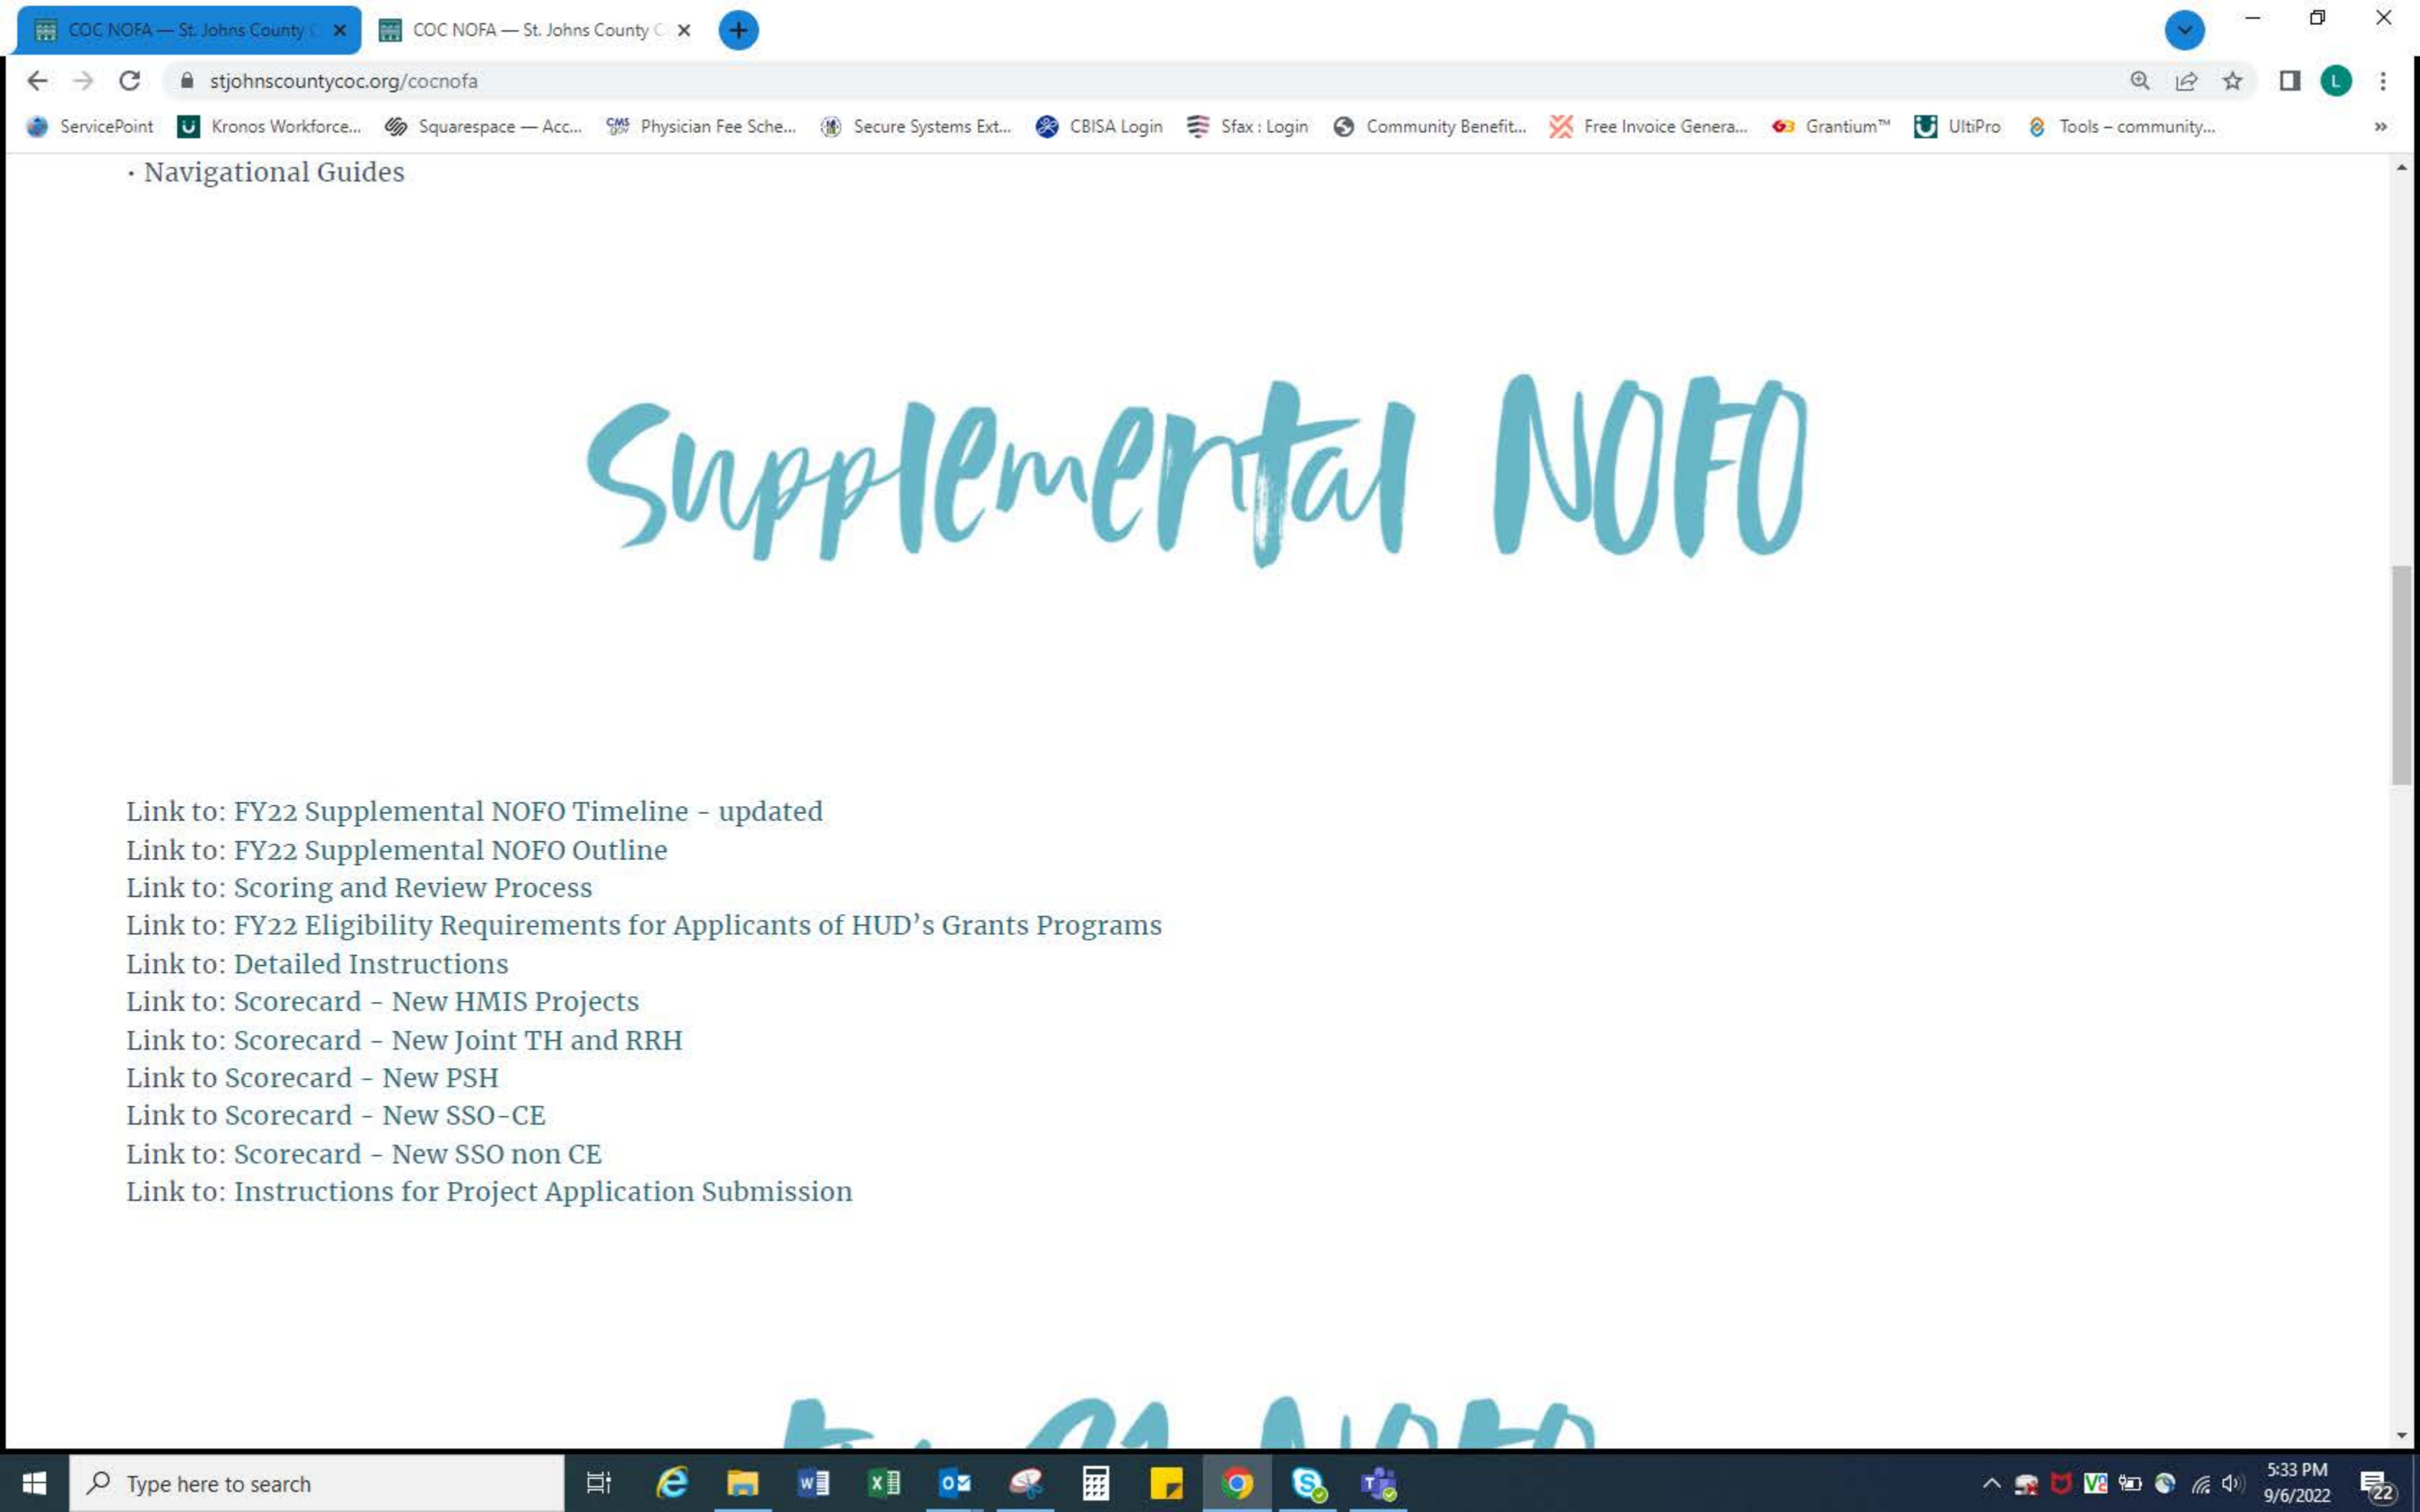 COC NOFA — St. Johns County C
COC NOFA — St. Johns County C
stjohnscountycoc.org/cocnofa
L
ServicePoint
Kronos Workforce...
Squarespace — Acc...
Physician Fee Sche...
Secure Systems Ext...
CBISA Login
Sfax : Login
Community Benefit...
Free Invoice Genera...
Grantium™
UltiPro
Tools – community...
»
• Navigational Guides
Supplemental NOFO
Link to: FY22 Supplemental NOFO Timeline - updated
Link to: FY22 Supplemental NOFO Outline
Link to: Scoring and Review Process
Link to: FY22 Eligibility Requirements for Applicants of HUD’s Grants Programs
Link to: Detailed Instructions
Link to: Scorecard - New HMIS Projects
Link to: Scorecard - New Joint TH and RRH
Link to Scorecard - New PSH
Link to Scorecard - New SSO-CE
Link to: Scorecard - New SSO non CE
Link to: Instructions for Project Application Submission
Type here to search
5:33 PM
9/6/2022
22